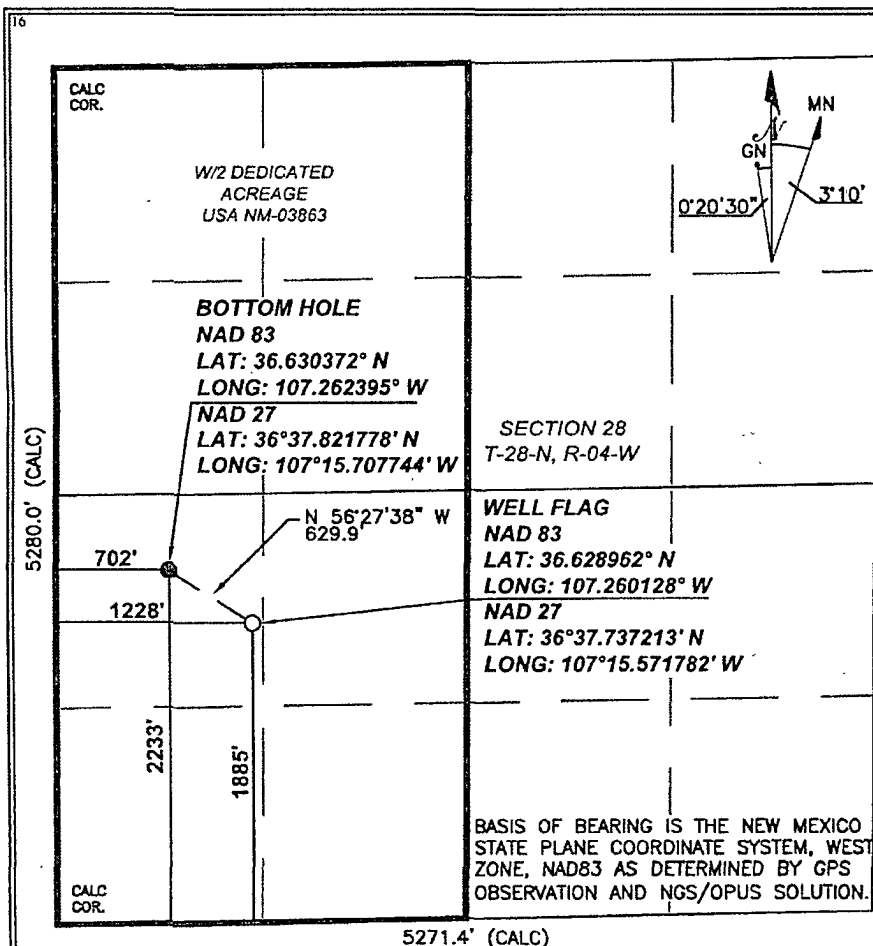 16
CALC
COR.
W/2 DEDICATED
ACREAGE
USA NM-03863
MN
GN
0°20'30"
3°10'
BOTTOM HOLE
NAD 83
LAT: 36.630372° N
LONG: 107.262395° W
NAD 27
LAT: 36°37.821778' N
LONG: 107°15.707744' W
SECTION 28
T-28-N, R-04-W
5280.0' (CALC)
N 56°27'38" W
629.9'
WELL FLAG
NAD 83
LAT: 36.628962° N
LONG: 107.260128° W
NAD 27
LAT: 36°37.737213' N
LONG: 107°15.571782' W
702'
1228'
2233'
1885'
BASIS OF BEARING IS THE NEW MEXICO
STATE PLANE COORDINATE SYSTEM, WEST
ZONE, NAD83 AS DETERMINED BY GPS
OBSERVATION AND NGS/OPUS SOLUTION.
CALC
COR.
5271.4' (CALC)